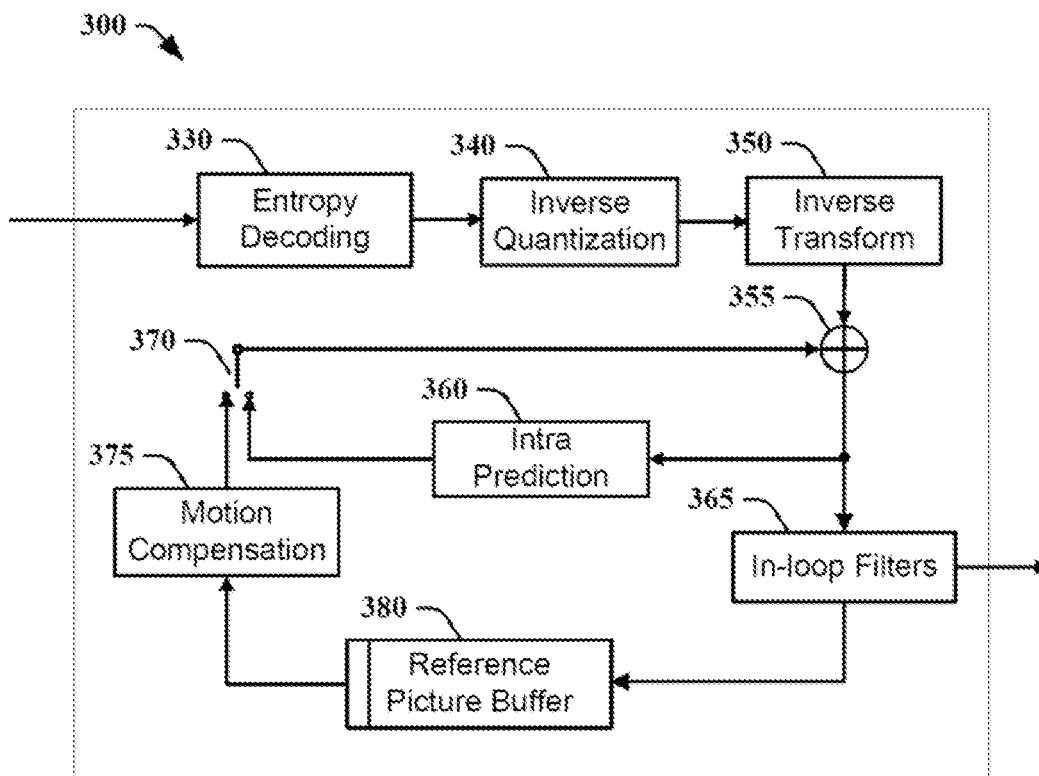 300
330
340
350
Entropy
Decoding
Inverse
Quantization
Inverse
Transform
355
370
360
Intra
Prediction
375
365
Motion
Compensation
In-loop Filters
380
Reference
Picture Buffer